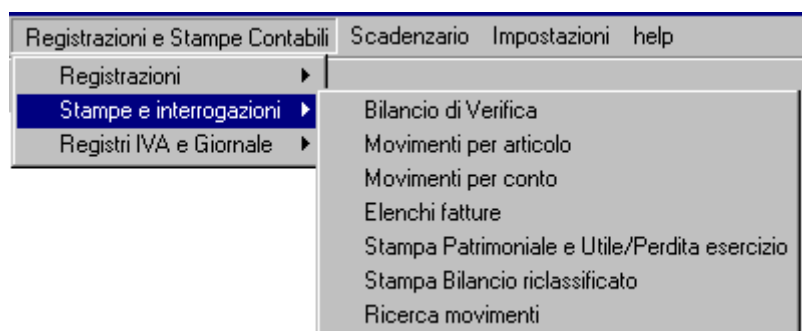 Registrazioni e Stampe Contabili Scadenzario Impostazioni help
Registrazioni
Stampe e interrogazioni
Registri IVA e Giornale
Bilancio di Verifica
Movimenti per articolo
Movimenti per conto
Elenchi fatture
Stampa Patrimoniale e Utile/Perdita esercizio
Stampa Bilancio riclassificato
Ricerca movimenti